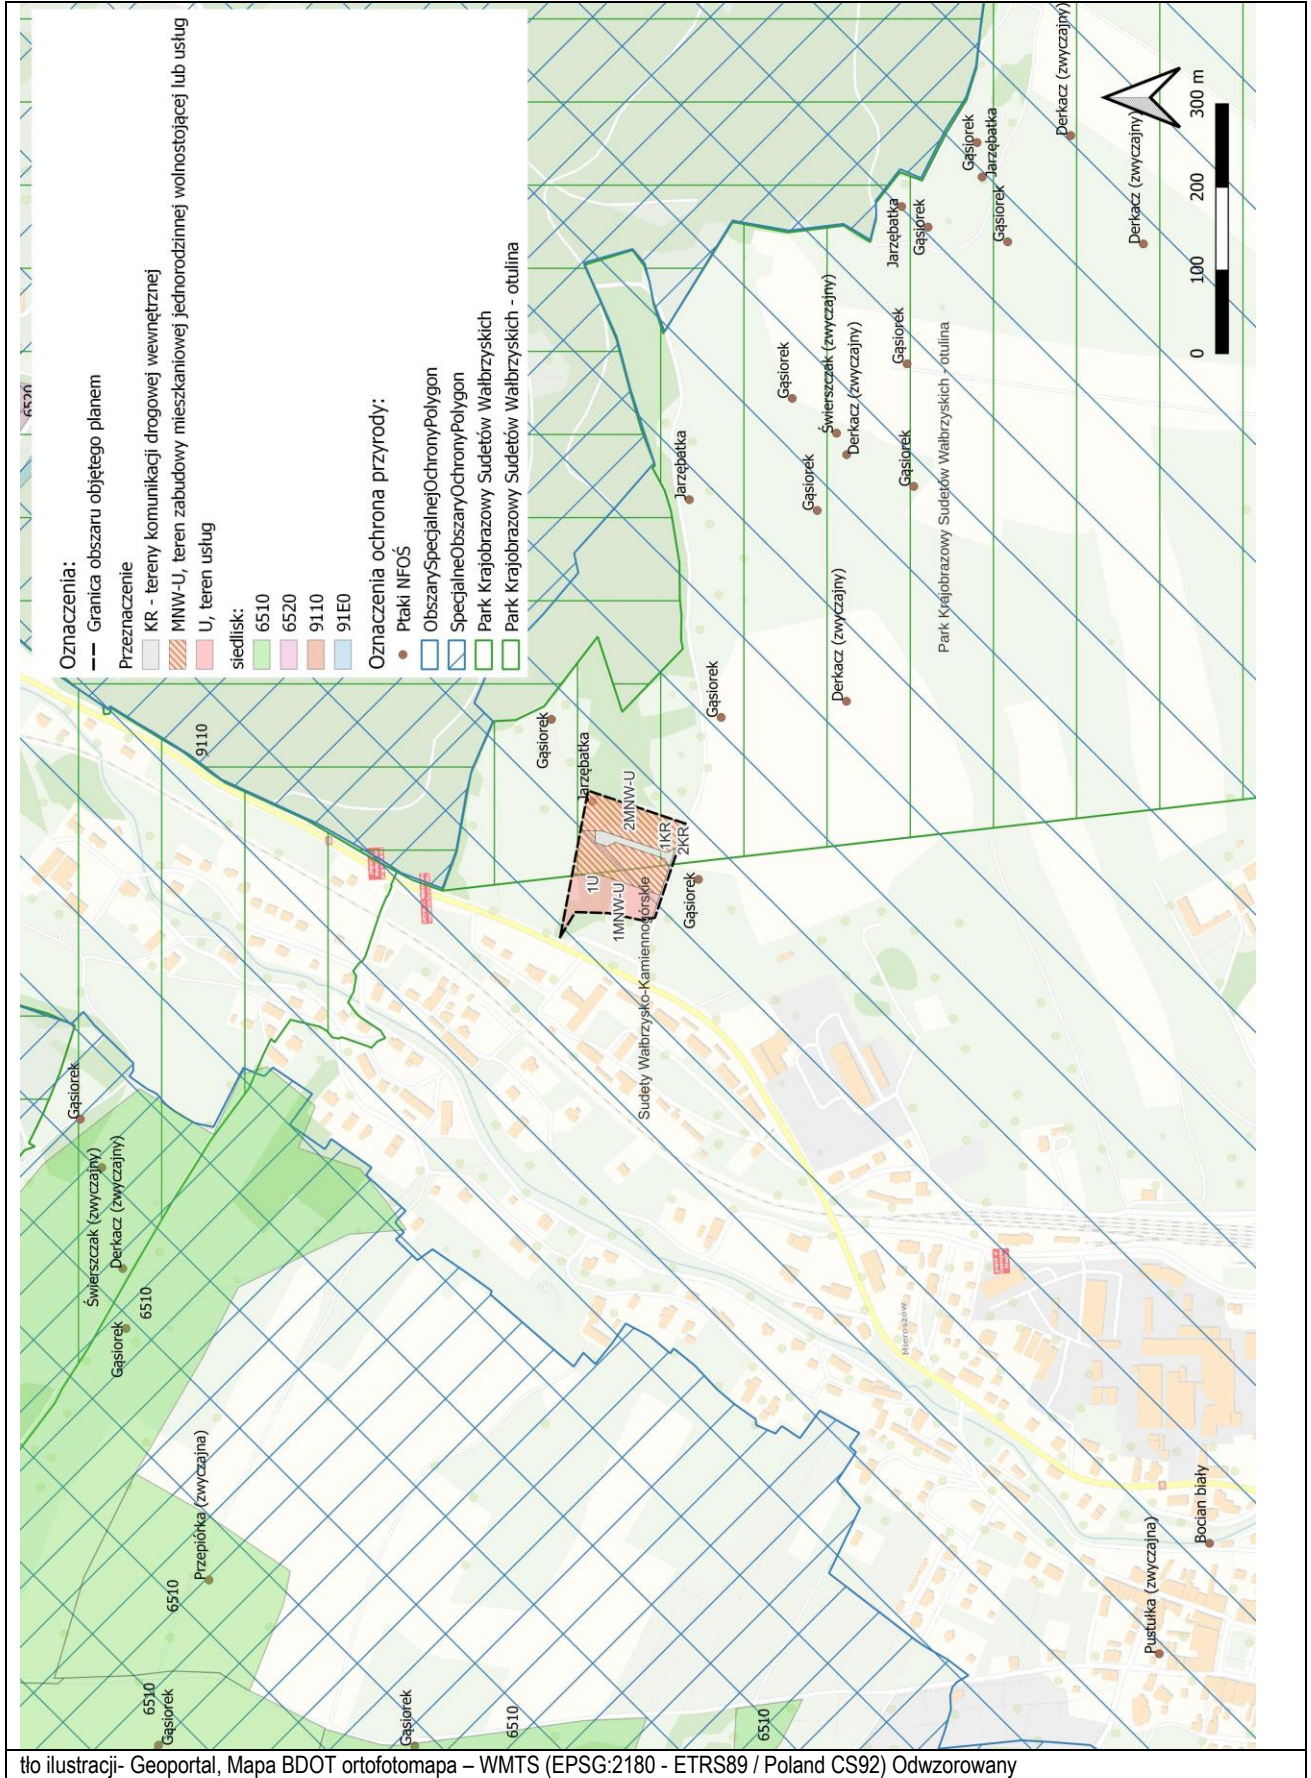 Oznaczenia:
Granica obszaru objętego planem
Przeznaczenie
KR - tereny komunikacji drogowej wewnętrznej
MNW-U, teren zabudowy mieszkaniowej jednorodzinnej wolnostojącej lub usług
U, teren usług
siedlisk:
6510
6520
9110
91E0
Oznaczenia ochrona przyrody:
Ptaki NFOŚ
ObszarySpecjalnejOchronyPolygon
SpecjalneObszaryOchronyPolygon
Park Krajobrazowy Sudetów Wałbrzyskich
Park Krajobrazowy Sudetów Wałbrzyskich - otulina
6520
9110
Gąsiorek
Świerszczak (zwyczajny)
Derkacz (zwyczajny)
Gąsiorek
6510
Przepiórka (zwyczajna)
6510
6510
Gąsiorek
Gąsiorek
6510
6510
Gąsiorek
Jarzębatka
1U
2MNW-U
1MNW-U
1KR
2KR
Gąsiorek
Sudety Wałbrzysko-Kamiennogórskie
Gąsiorek
Jarzębatka
Gąsiorek
Świerszczak (zwyczajny)
Derkacz (zwyczajny)
Gąsiorek
Derkacz (zwyczajny)
Gąsiorek
Gąsiorek
Park Krajobrazowy Sudetów Wałbrzyskich - otulina
Jarzębatka
Gąsiorek
Gąsiorek
Jarzębatka
Gąsiorek
Derkacz (zwyczajny)
Derkacz (zwyczajny)
Mieroszów
Pustułka (zwyczajna)
Bocian biały
0 100 200 300 m
tło ilustracji- Geoportal, Mapa BDOT ortofotomapa – WMTS (EPSG:2180 - ETRS89 / Poland CS92) Odwzorowany